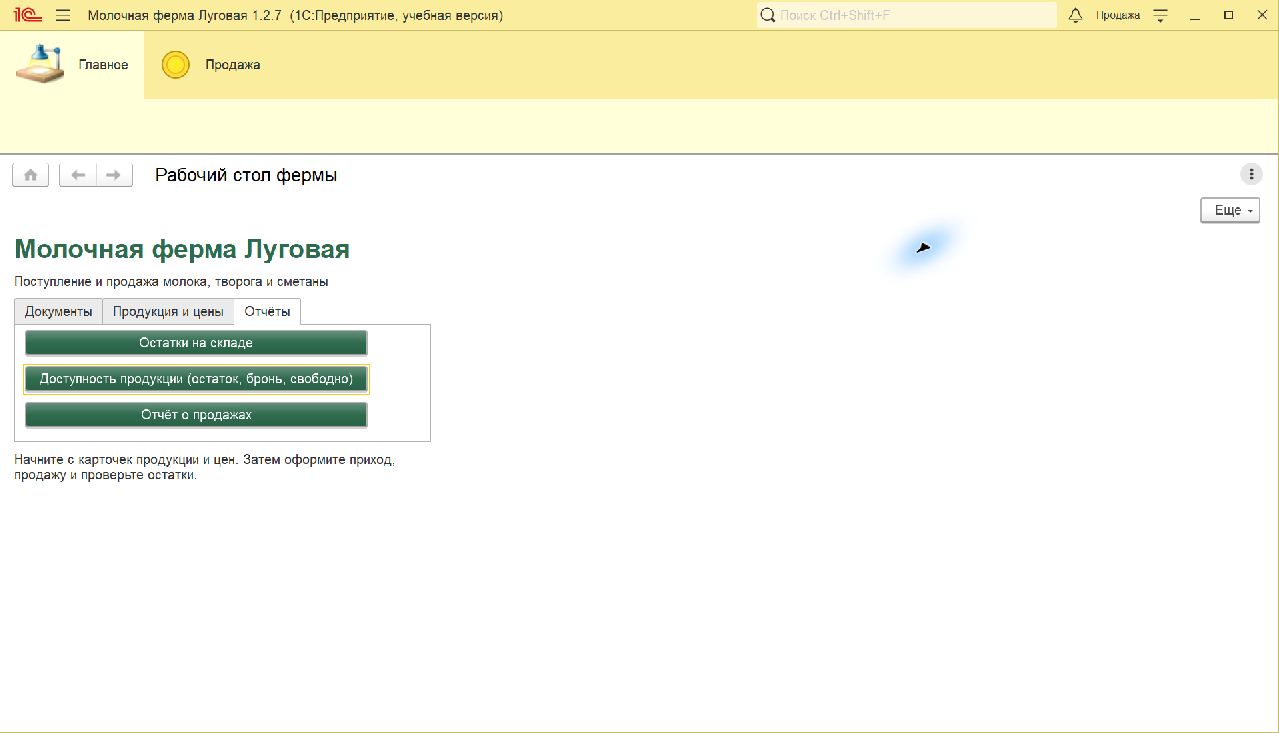 1С Молочная ферма Луговая 1.2.7 (1С:Предприятие, учебная версия) Поиск Ctrl+Shift+F Продажа
Главное Продажа
Рабочий стол фермы
Еще
Молочная ферма Луговая
Поступление и продажа молока, творога и сметаны
Документы Продукция и цены Отчёты
Остатки на складе
Доступность продукции (остаток, бронь, свободно)
Отчёт о продажах
Начните с карточек продукции и цен. Затем оформите приход,
продажу и проверьте остатки.